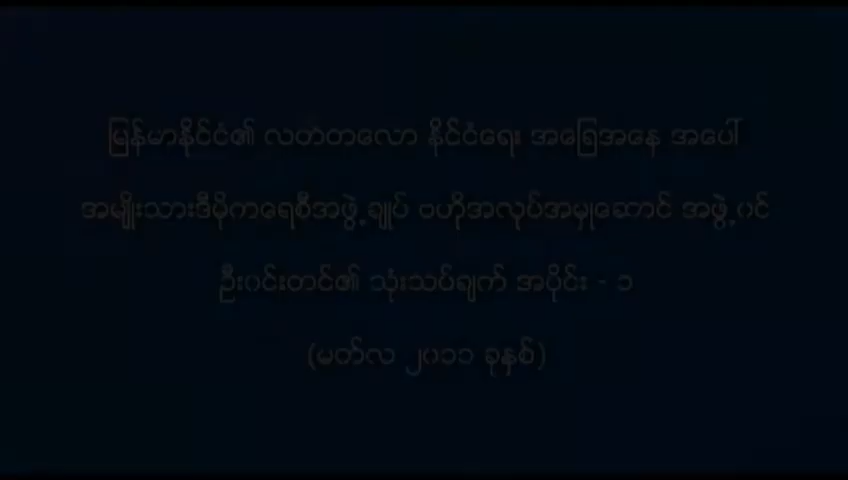 မြန်မာနိုင်ငံ၏ လတ်တလော နိုင်ငံရေး အခြေအနေ အပေါ်
အမျိုးသားဒီမိုကရေစီအဖွဲ့ချုပ် ဗဟိုအလုပ်အမှုဆောင် အဖွဲ့ဝင်
ဦးဝင်းတင်၏ သုံးသပ်ချက် အပိုင်း - ၁
(မတ်လ ၂၀၁၁ ခုနှစ်)